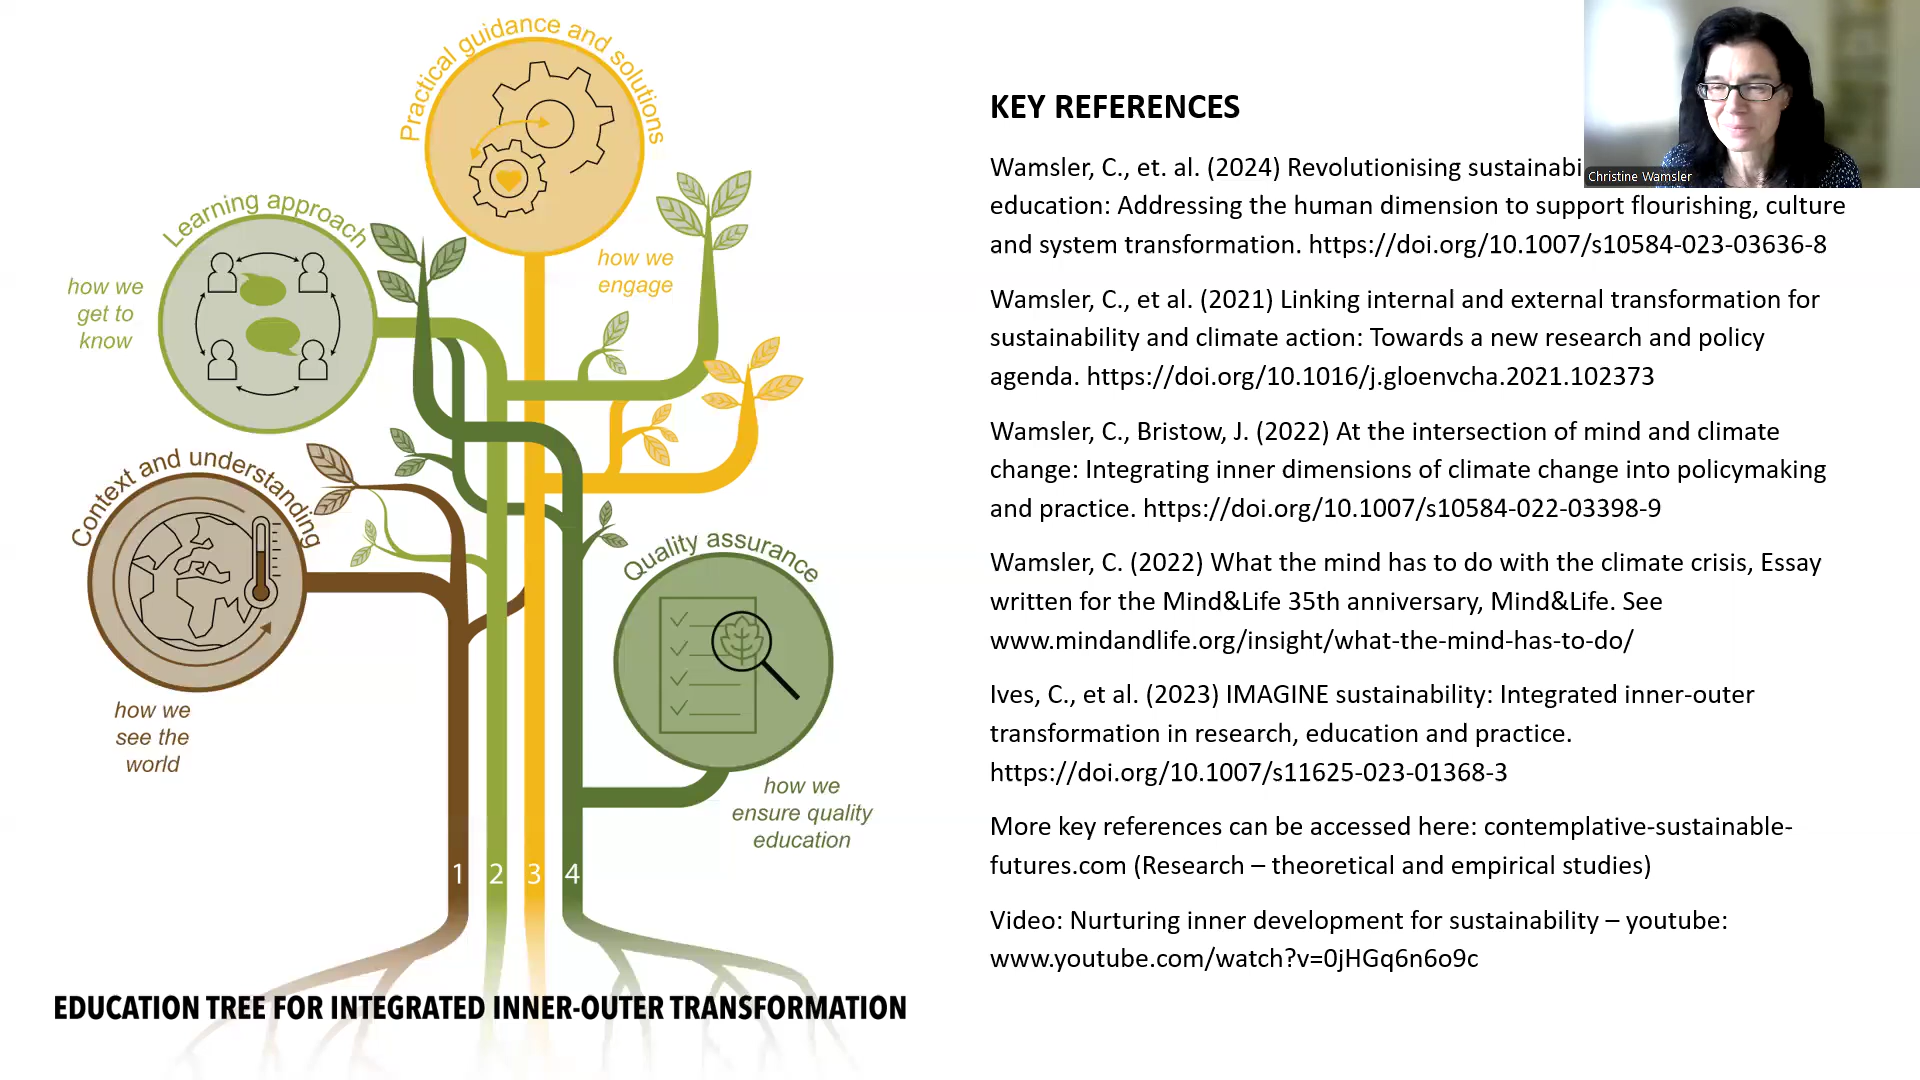 Practical guidance and solutions
how we
engage
Learning approach
how we
get to
know
Context and understanding
how we
see the
world
Quality assurance
how we
ensure quality
education
1 2 3 4
EDUCATION TREE FOR INTEGRATED INNER-OUTER TRANSFORMATION
KEY REFERENCES
Wamsler, C., et. al. (2024) Revolutionising
education: Addressing the human dimension to support flourishing, culture
and system transformation. https://doi.org/10.1007/s10584-023-03636-8
Wamsler, C., et al. (2021) Linking internal and external transformation for
sustainability and climate action: Towards a new research and policy
agenda. https://doi.org/10.1016/j.gloenvcha.2021.102373
Wamsler, C., Bristow, J. (2022) At the intersection of mind and climate
change: Integrating inner dimensions of climate change into policymaking
and practice. https://doi.org/10.1007/s10584-022-03398-9
Wamsler, C. (2022) What the mind has to do with the climate crisis, Essay
written for the Mind&Life 35th anniversary, Mind&Life. See
www.mindandlife.org/insight/what-the-mind-has-to-do/
Ives, C., et al. (2023) IMAGINE sustainability: Integrated inner-outer
transformation in research, education and practice.
https://doi.org/10.1007/s11625-023-01368-3
More key references can be accessed here: contemplative-sustainable-
futures.com (Research – theoretical and empirical studies)
Video: Nurturing inner development for sustainability – youtube:
www.youtube.com/watch?v=0jHGq6n6o9c
Christine Wamsler